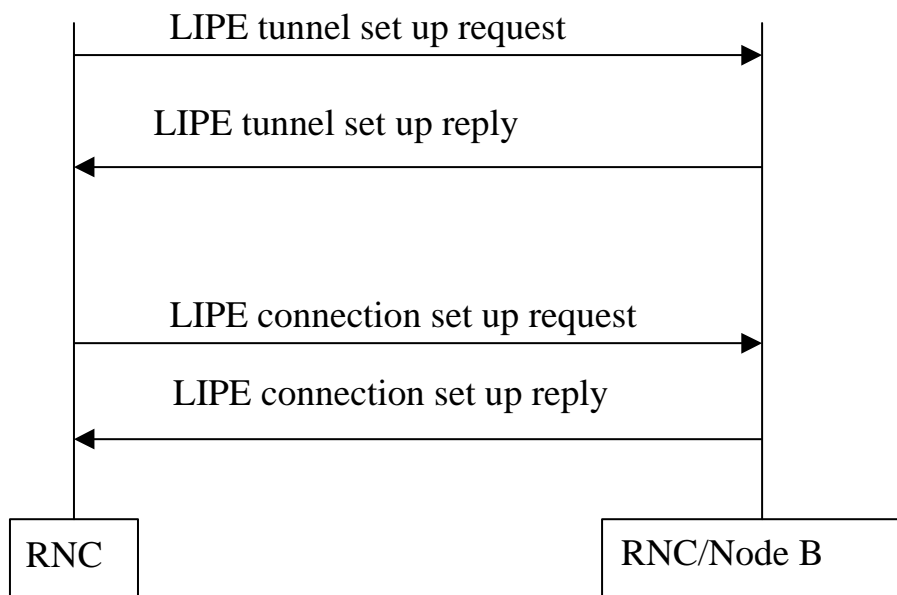 LIPE tunnel set up request
LIPE tunnel set up reply
LIPE connection set up request
LIPE connection set up reply
RNC
RNC/Node B